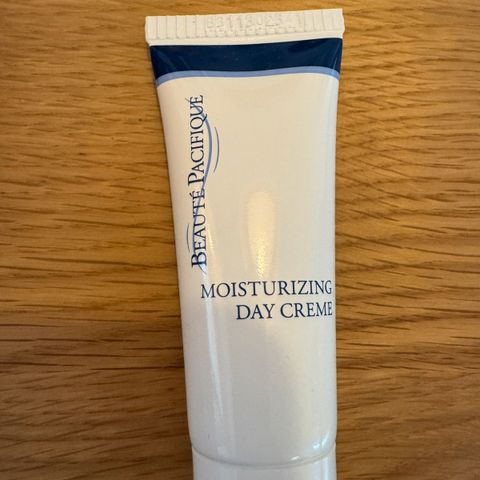 BEAUTÉ PACIFIQUE
MOISTURIZING
DAY CREME